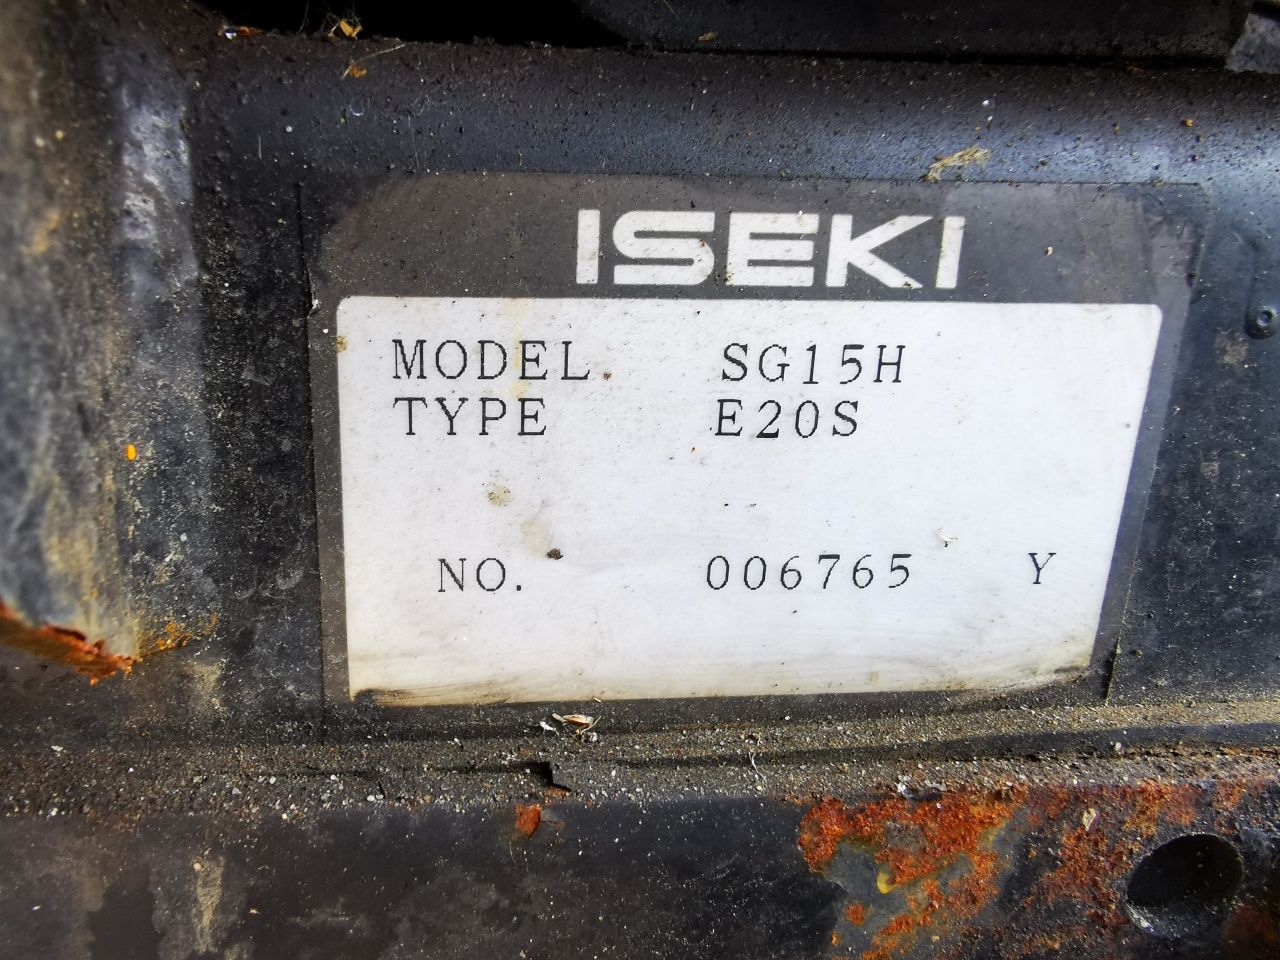 ISEKI
MODEL SG15H
TYPE E20S
NO. 006765 Y